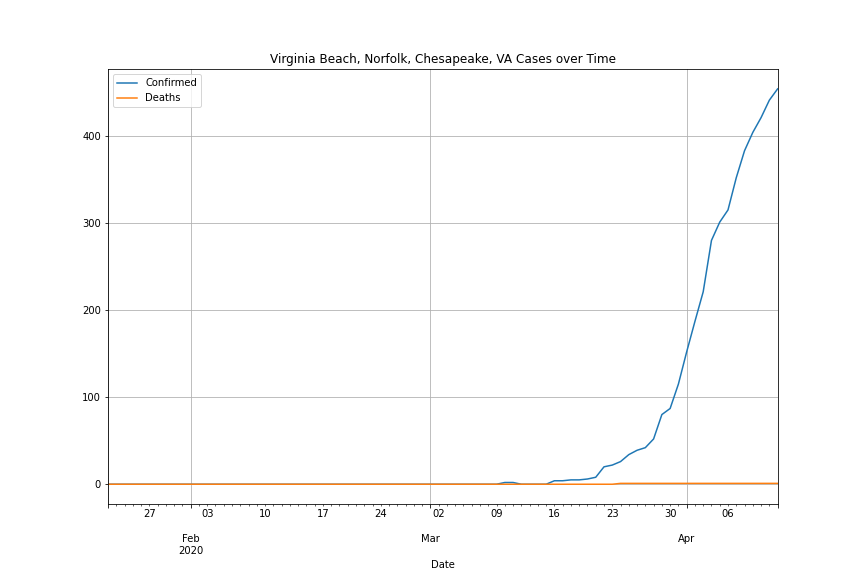 Virginia Beach, Norfolk, Chesapeake, VA Cases over Time
Confirmed
Deaths
400
300
200
100
0
27 03 10 17 24 02 09 16 23 30 06
Feb Mar Apr
2020
Date